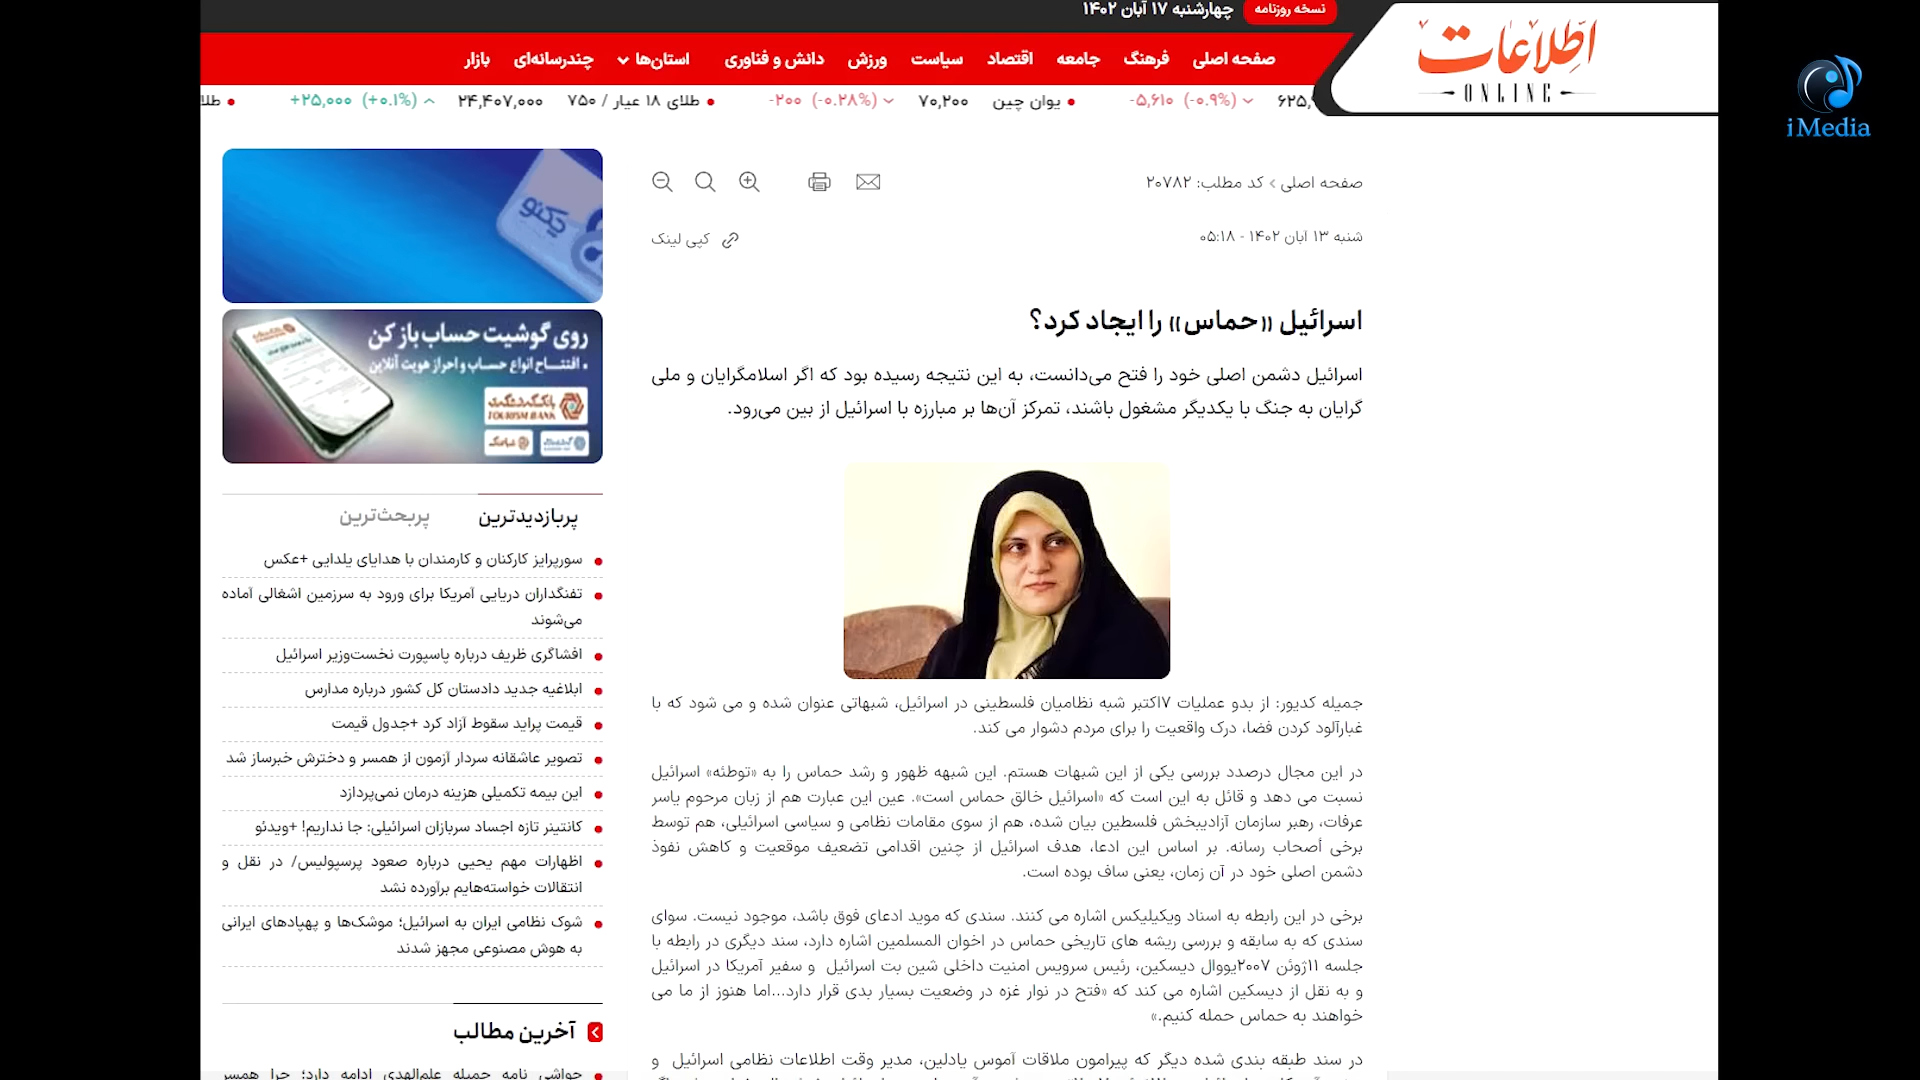 نسخه روزنامه
چهارشنبه ۱۷ آبان ۱۴۰۲
اطلاعات
ONLINE
iMedia
صفحه اصلی فرهنگ جامعه اقتصاد سیاست ورزش دانش و فناوری استان‌ها چندرسانه‌ای بازار
-۵,۶۱۰ (-۰.۹%) یوان چین ۷۰,۲۰۰ -۲۰۰ (-۰.۲۸%) طلای ۱۸ عیار / ۷۵۰ ۲۴,۴۰۷,۰۰۰ +۲۵,۰۰۰ (+۰.۱%)
صفحه اصلی › کد مطلب: ۲۰۷۸۲
شنبه ۱۳ آبان ۱۴۰۲ - ۰۵:۱۸
کپی لینک
اسرائیل «حماس» را ایجاد کرد؟
اسرائیل دشمن اصلی خود را فتح می‌دانست، به این نتیجه رسیده بود که اگر اسلامگرایان و ملی
گرایان به جنگ با یکدیگر مشغول باشند، تمرکز آن‌ها بر مبارزه با اسرائیل از بین می‌رود.
جمیله کدیور: از بدو عملیات ۷اکتبر شبه نظامیان فلسطینی در اسرائیل، شبهاتی عنوان شده و می شود که با
غبارآلود کردن فضا، درک واقعیت را برای مردم دشوار می کند.
در این مجال درصدد بررسی یکی از این شبهات هستم. این شبهه ظهور و رشد حماس را به «توطئه» اسرائیل
نسبت می دهد و قائل به این است که «اسرائیل خالق حماس است». عین این عبارت هم از زبان مرحوم یاسر
عرفات، رهبر سازمان آزادیبخش فلسطین بیان شده، هم از سوی مقامات نظامی و سیاسی اسرائیلی، هم توسط
برخی أصحاب رسانه. بر اساس این ادعا، هدف اسرائیل از چنین اقدامی تضعیف موقعیت و کاهش نفوذ
دشمن اصلی خود در آن زمان، یعنی ساف بوده است.
برخی در این رابطه به اسناد ویکیلیکس اشاره می کنند. سندی که موید ادعای فوق باشد، موجود نیست. سوای
سندی که به سابقه و بررسی ریشه های تاریخی حماس در اخوان المسلمین اشاره دارد، سند دیگری در رابطه با
جلسه ۱۱ژوئن ۲۰۰۷یووال دیسکین، رئیس سرویس امنیت داخلی شین بت اسرائیل و سفیر آمریکا در اسرائیل
و به نقل از دیسکین اشاره می کند که «فتح در نوار غزه در وضعیت بسیار بدی قرار دارد...اما هنوز از ما می
خواهند به حماس حمله کنیم.»
در سند طبقه بندی شده دیگر که پیرامون ملاقات آموس یادلین، مدیر وقت اطلاعات نظامی اسرائیل و
یکتو
روی گوشیت حساب باز کن
• افتتـــاح انواع حساب و احراز هویت آنلاین
بانک گردشگری
TOURISM BANK
پربازدیدترین پربحث‌ترین
سورپرایز کارکنان و کارمندان با هدایای یلدایی +عکس
تفنگداران دریایی آمریکا برای ورود به سرزمین اشغالی آماده
می‌شوند
افشاگری ظریف درباره پاسپورت نخست‌وزیر اسرائیل
ابلاغیه جدید دادستان کل کشور درباره مدارس
قیمت پراید سقوط آزاد کرد +جدول قیمت
تصویر عاشقانه سردار آزمون از همسر و دخترش خبرساز شد
این بیمه تکمیلی هزینه درمان نمی‌پردازد
کانتینر تازه اجساد سربازان اسرائیلی: جا نداریم! +ویدئو
اظهارات مهم یحیی درباره صعود پرسپولیس/ در نقل و
انتقالات خواسته‌هایم برآورده نشد
شوک نظامی ایران به اسرائیل؛ موشک‌ها و پهپادهای ایرانی
به هوش مصنوعی مجهز شدند
آخرین مطالب
حواشی نامه جمیله علم‌الهدی ادامه دارد؛ چرا همسر